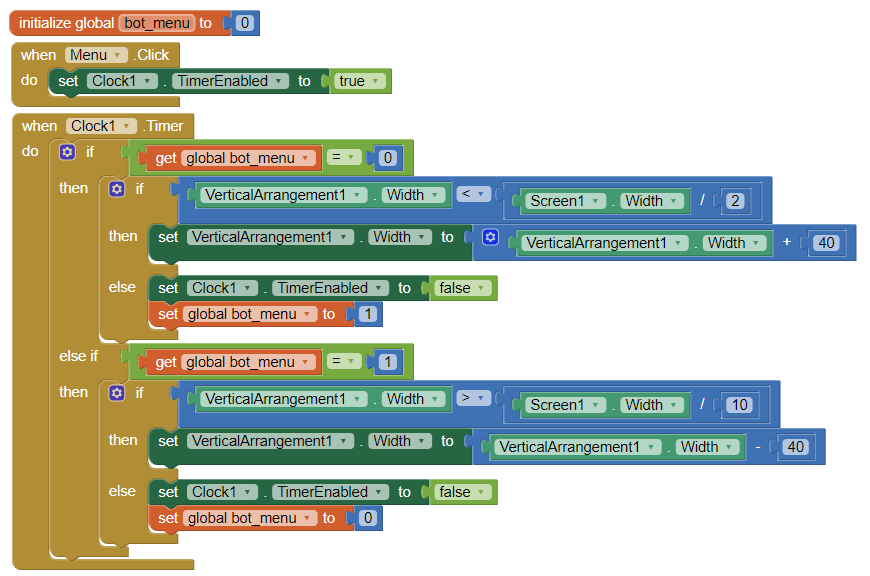 initialize global bot_menu to 0
when Menu .Click
do set Clock1 . TimerEnabled to true
when Clock1 .Timer
do if get global bot_menu = 0
then if VerticalArrangement1 . Width < Screen1 . Width / 2
then set VerticalArrangement1 . Width to VerticalArrangement1 . Width + 40
else set Clock1 . TimerEnabled to false
set global bot_menu to 1
else if get global bot_menu = 1
then if VerticalArrangement1 . Width > Screen1 . Width / 10
then set VerticalArrangement1 . Width to VerticalArrangement1 . Width - 40
else set Clock1 . TimerEnabled to false
set global bot_menu to 0